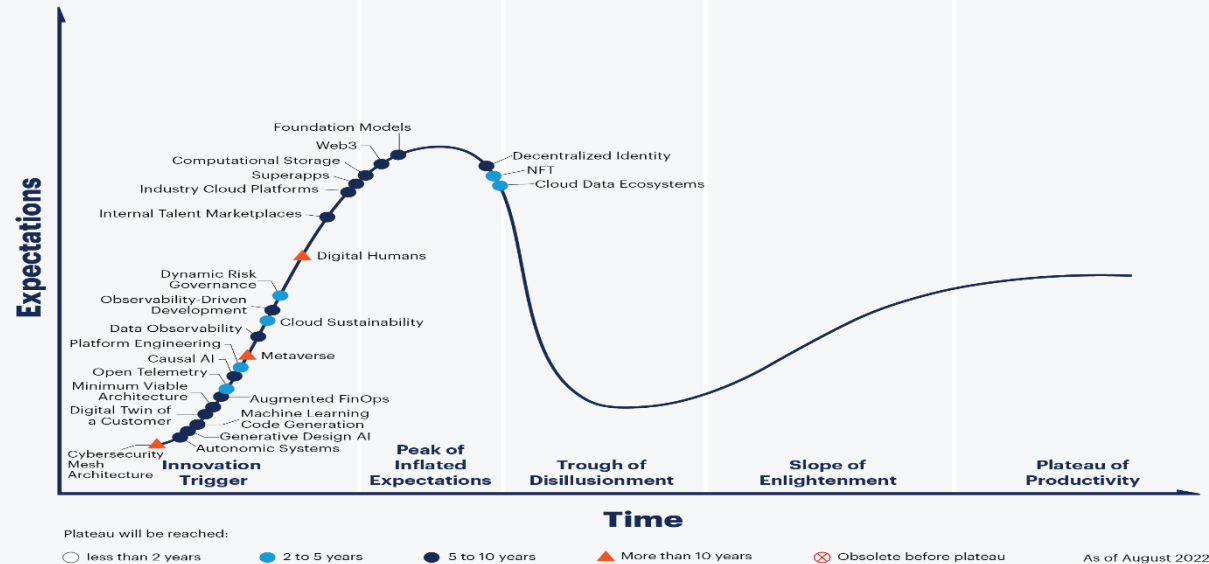 Expectations
Foundation Models
Web3
Computational Storage
Superapps
Industry Cloud Platforms
Internal Talent Marketplaces
Digital Humans
Dynamic Risk
Governance
Observability-Driven
Development
Cloud Sustainability
Data Observability
Platform Engineering
Metaverse
Causal AI
Open Telemetry
Minimum Viable
Architecture
Augmented FinOps
Digital Twin of
a Customer
Machine Learning
Code Generation
Generative Design AI
Autonomic Systems
Cybersecurity
Mesh
Architecture
Decentralized Identity
NFT
Cloud Data Ecosystems
Innovation
Trigger
Peak of
Inflated
Expectations
Trough of
Disillusionment
Slope of
Enlightenment
Plateau of
Productivity
Time
Plateau will be reached:
less than 2 years
2 to 5 years
5 to 10 years
More than 10 years
Obsolete before plateau
As of August 2022